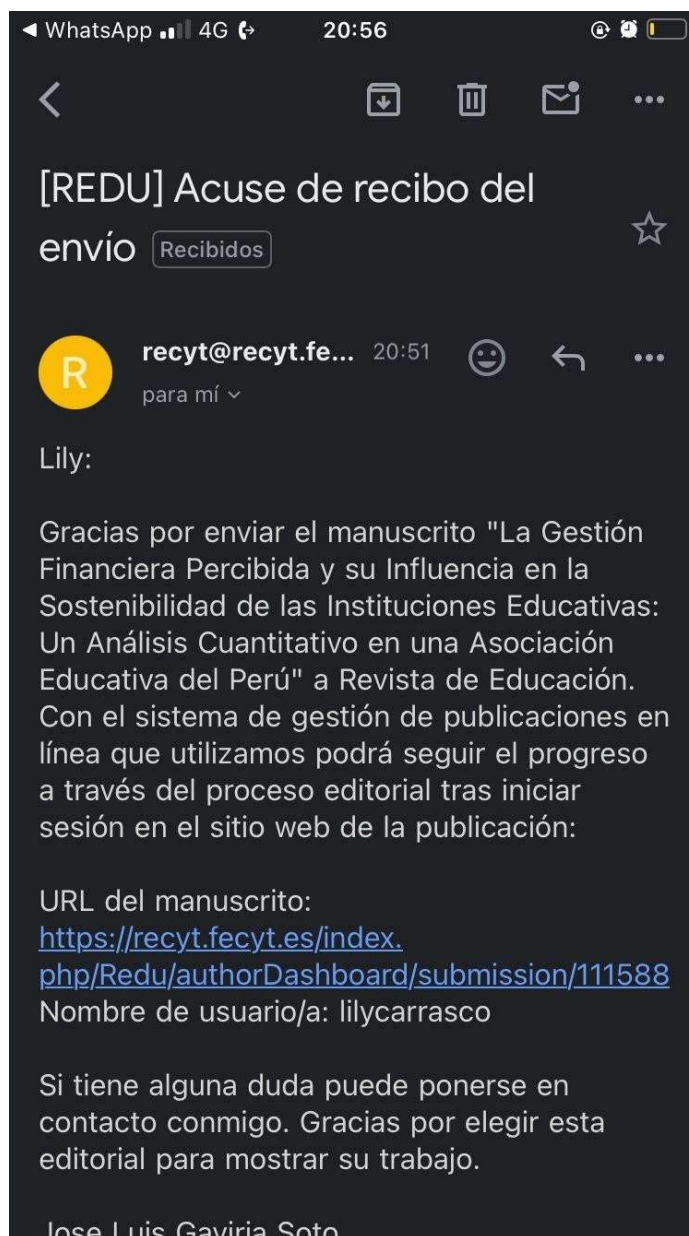 WhatsApp 4G 20:56
[REDU] Acuse de recibo del
envío Recibidos
R
recyt@recyt.fe... 20:51
para mí
Lily:
Gracias por enviar el manuscrito "La Gestión
Financiera Percibida y su Influencia en la
Sostenibilidad de las Instituciones Educativas:
Un Análisis Cuantitativo en una Asociación
Educativa del Perú" a Revista de Educación.
Con el sistema de gestión de publicaciones en
línea que utilizamos podrá seguir el progreso
a través del proceso editorial tras iniciar
sesión en el sitio web de la publicación:
URL del manuscrito:
https://recyt.fecyt.es/index.
php/Redu/authorDashboard/submission/111588
Nombre de usuario/a: lilycarrasco
Si tiene alguna duda puede ponerse en
contacto conmigo. Gracias por elegir esta
editorial para mostrar su trabajo.
Jose Luis Gaviria Soto